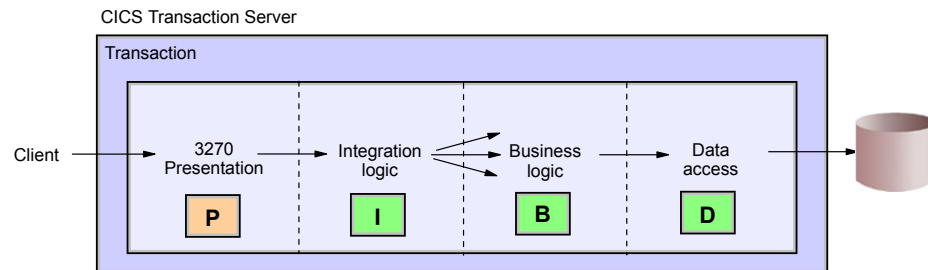 CICS Transaction Server
Transaction
Client
3270
Presentation
P
Integration
logic
I
Business
logic
B
Data
access
D